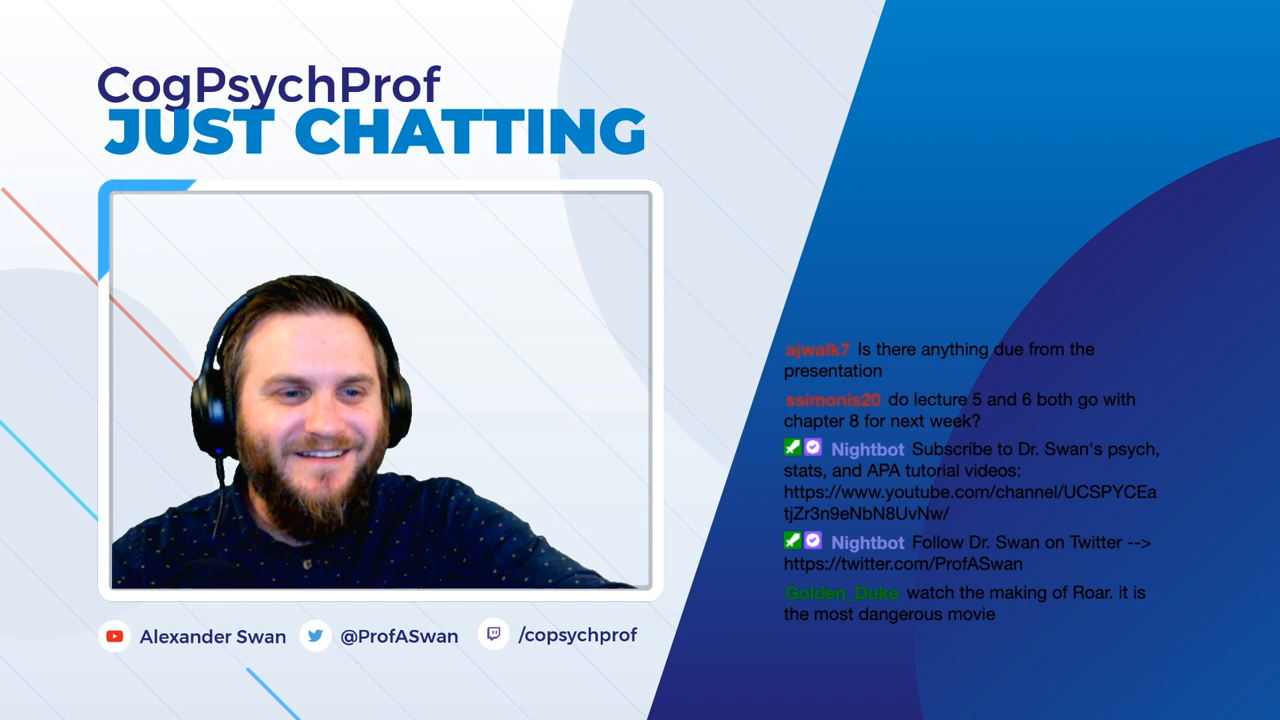 CogPsychProf
JUST CHATTING
ajwalk7 Is there anything due from the
presentation
ssimonis20 do lecture 5 and 6 both go with
chapter 8 for next week?
Nightbot Subscribe to Dr. Swan's psych,
stats, and APA tutorial videos:
https://www.youtube.com/channel/UCSPYCEa
tjZr3n9eNbN8UvNw/
Nightbot Follow Dr. Swan on Twitter -->
https://twitter.com/ProfASwan
Golden_Duke watch the making of Roar. it is
the most dangerous movie
Alexander Swan @ProfASwan /copsychprof